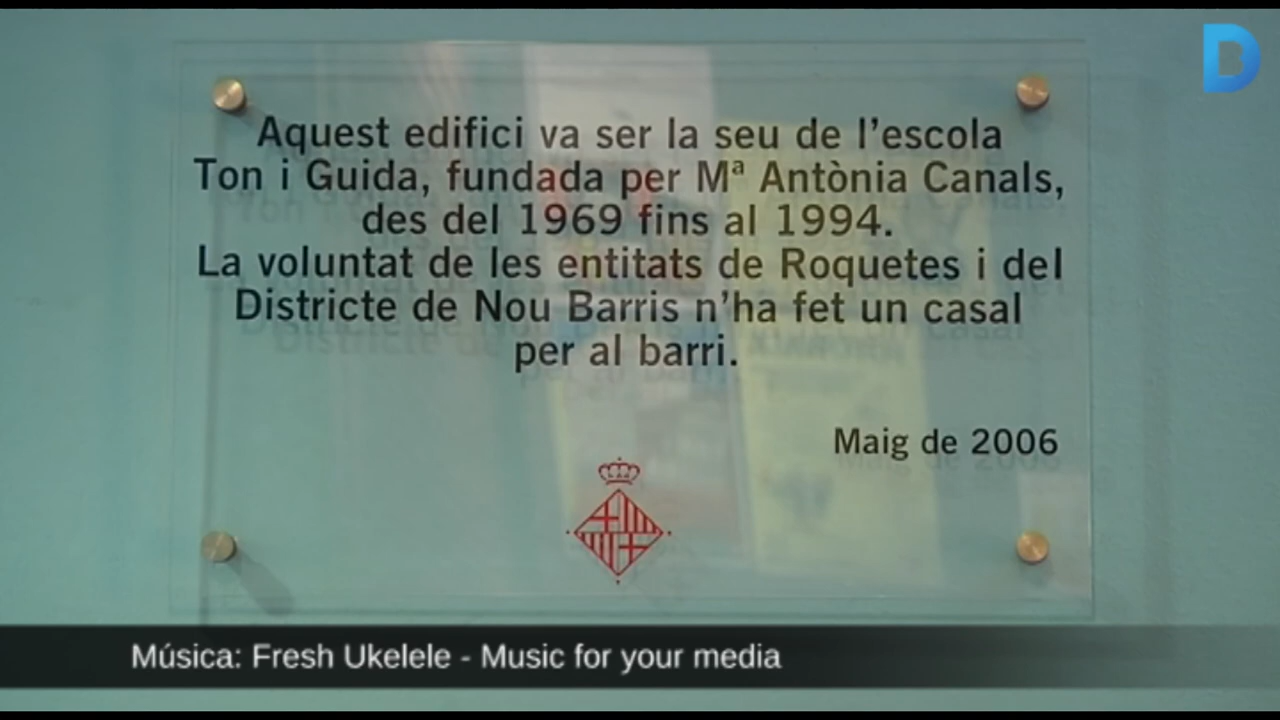 D
Aquest edifici va ser la seu de l'escola
Ton i Guida, fundada per Mª Antònia Canals,
des del 1969 fins al 1994.
La voluntat de les entitats de Roquetes i del
Districte de Nou Barris n'ha fet un casal
per al barri.
Maig de 2006
Música: Fresh Ukelele - Music for your media